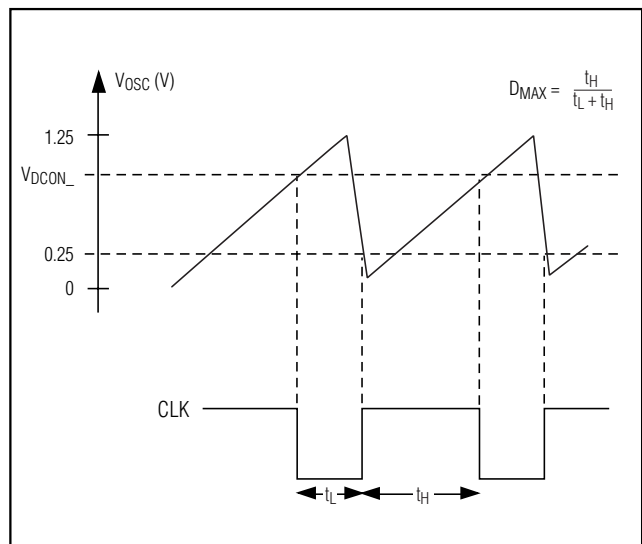 VOSC (V)
DMAX = tH / tL + tH
1.25
VDCON_
0.25
0
CLK
tL
tH